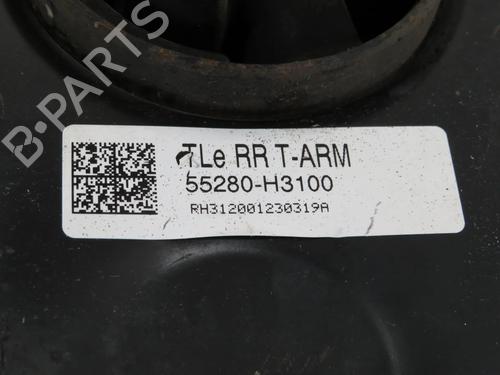 B-PARTS
TLe RR T-ARM
55280-H3100
RH312001230319A